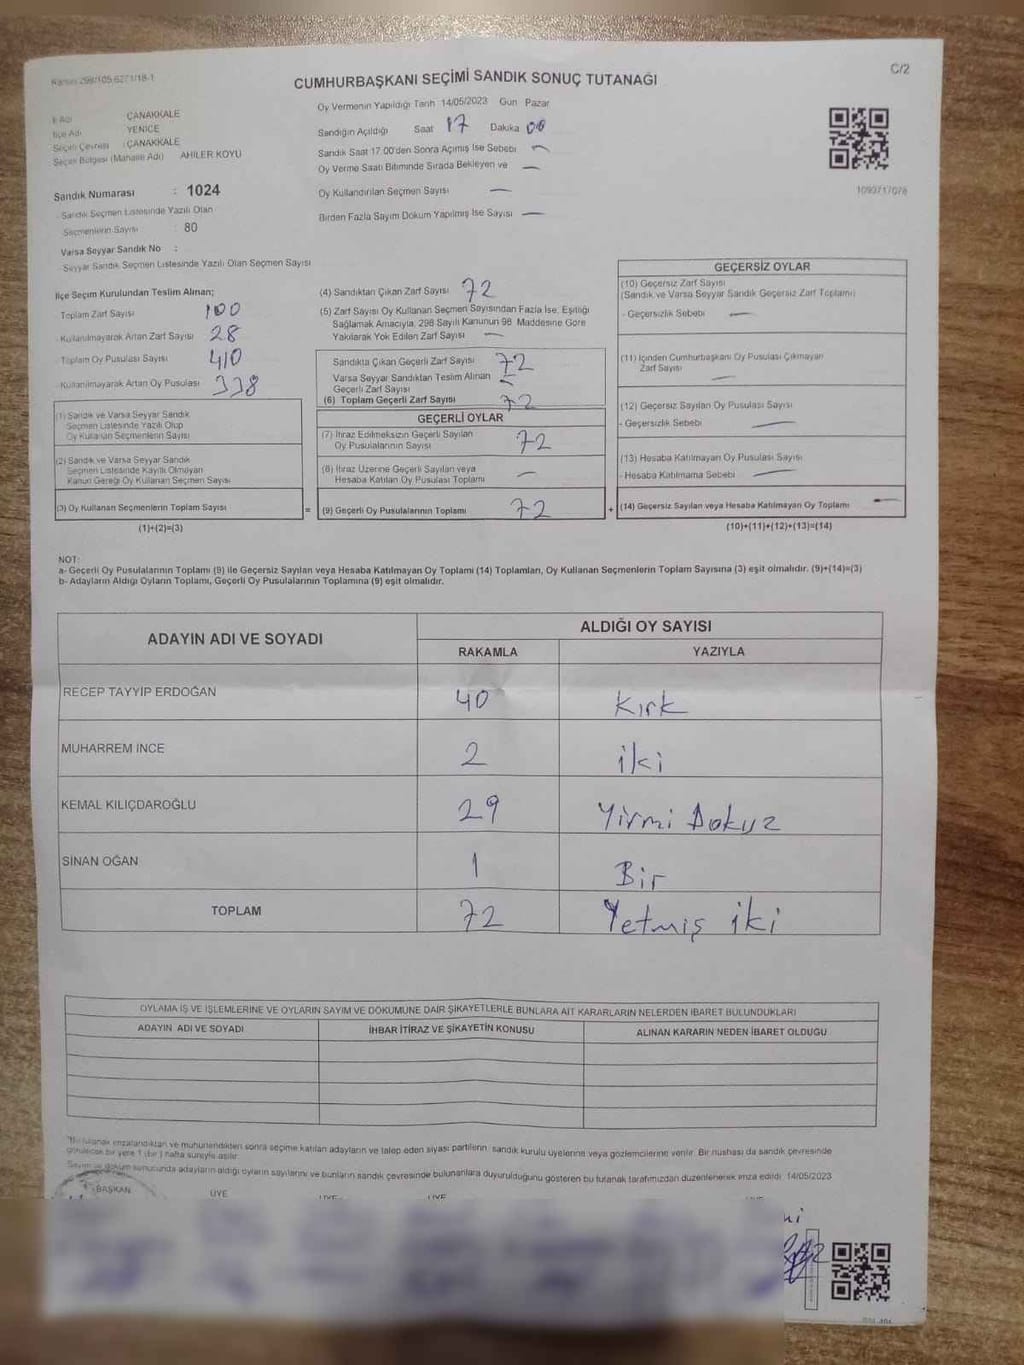 Kanun 298/105-6271/18-1
CUMHURBAŞKANI SEÇİMİ SANDIK SONUÇ TUTANAĞI
C/2
İl Adı ÇANAKKALE
İlçe Adı YENİCE
Seçim Çevresi : ÇANAKKALE
Seçim Bölgesi (Mahalle Adı) AHİLER KÖYÜ
Sandık Numarası : 1024
- Sandık Seçmen Listesinde Yazılı Olan
Seçmenlerin Sayısı : 80
Varsa Seyyar Sandık No :
- Seyyar Sandık Seçmen Listesinde Yazılı Olan Seçmen Sayısı
Oy Vermenin Yapıldığı Tarih 14/05/2023 Gün Pazar
Sandığın Açıldığı Saat 17 Dakika 00
Sandık Saat 17.00'den Sonra Açımış İse Sebebi —
Oy Verme Saati Bitiminde Sırada Bekleyen ve —
Oy Kullandırılan Seçmen Sayısı —
Birden Fazla Sayım Döküm Yapılmış İse Sayısı —
1093717078
İlçe Seçim Kurulundan Teslim Alınan;
Toplam Zarf Sayısı 100
- Kullanılmayarak Artan Zarf Sayısı 28
Toplam Oy Pusulası Sayısı 410
- Kullanılmayarak Artan Oy Pusulası 338
(1) Sandık ve Varsa Seyyar Sandık
Seçmen Listesinde Yazılı Olup
Oy Kullanan Seçmenlerin Sayısı
(2) Sandık ve Varsa Seyyar Sandık
Seçmen Listesinde Kayıtlı Olmayan
Kanun Gereği Oy Kullanan Seçmen Sayısı
(3) Oy Kullanan Seçmenlerin Toplam Sayısı
(1)+(2)=(3)
(4) Sandıktan Çıkan Zarf Sayısı 72
(5) Zarf Sayısı Oy Kullanan Seçmen Sayısından Fazla İse, Eşitliği
Sağlamak Amacıyla, 298 Sayılı Kanunun 98. Maddesine Göre
Yakılarak Yok Edilen Zarf Sayısı —
Sandıkta Çıkan Geçerli Zarf Sayısı 72
Varsa Seyyar Sandıktan Teslim Alınan
Geçerli Zarf Sayısı —
(6) Toplam Geçerli Zarf Sayısı 72
GEÇERLİ OYLAR
(7) İtiraz Edilmeksizin Geçerli Sayılan
Oy Pusulalarının Sayısı 72
(8) İtiraz Üzerine Geçerli Sayılan veya
Hesaba Katılan Oy Pusulası Toplamı —
= (9) Geçerli Oy Pusulalarının Toplamı 72 +
GEÇERSİZ OYLAR
(10) Geçersiz Zarf Sayısı
(Sandık ve Varsa Seyyar Sandık Geçersiz Zarf Toplamı)
- Geçersizlik Sebebi —
(11) İçinden Cumhurbaşkanı Oy Pusulası Çıkmayan
Zarf Sayısı —
(12) Geçersiz Sayılan Oy Pusulası Sayısı
- Geçersizlik Sebebi —
(13) Hesaba Katılmayan Oy Pusulası Sayısı
- Hesaba Katılmama Sebebi —
(14) Geçersiz Sayılan veya Hesaba Katılmayan Oy Toplamı —
(10)+(11)+(12)+(13)=(14)
NOT:
a- Geçerli Oy Pusulalarının Toplamı (9) ile Geçersiz Sayılan veya Hesaba Katılmayan Oy Toplamı (14) Toplamları, Oy Kullanan Seçmenlerin Toplam Sayısına (3) eşit olmalıdır. (9)+(14)=(3)
b- Adayların Aldığı Oyların Toplamı, Geçerli Oy Pusulalarının Toplamına (9) eşit olmalıdır.
ADAYIN ADI VE SOYADI
ALDIĞI OY SAYISI
RAKAMLA YAZIYLA
RECEP TAYYİP ERDOĞAN 40 Kırk
MUHARREM İNCE 2 iki
KEMAL KILIÇDAROĞLU 29 Yirmi Dokuz
SİNAN OĞAN 1 Bir
TOPLAM 72 Yetmiş iki
OYLAMA İŞ VE İŞLEMLERİNE VE OYLARIN SAYIM VE DÖKÜMÜNE DAİR ŞİKAYETLERLE BUNLARA AİT KARARLARIN NELERDEN İBARET BULUNDUKLARI
ADAYIN ADI VE SOYADI İHBAR İTİRAZ VE ŞİKAYETİN KONUSU ALINAN KARARIN NEDEN İBARET OLDUĞU
*Bu tutanak imzalandıktan ve mühürlendikten sonra seçime katılan adayların ve talep eden siyasi partilerin sandık kurulu üyelerine veya gözlemcilerine verilir. Bir nüshası da sandık çevresinde
görülecek bir yere 1 (bir) hafta süreyle asılır.
Sayım ve döküm sonucunda adayların aldığı oyların sayılarını ve bunların sandık çevresinde bulunanlara duyurulduğunu gösteren bu tutanak tarafımızdan düzenlenerek imza edildi. 14/05/2023
BAŞKAN ÜYE ÜYE ÜYE ÜYE